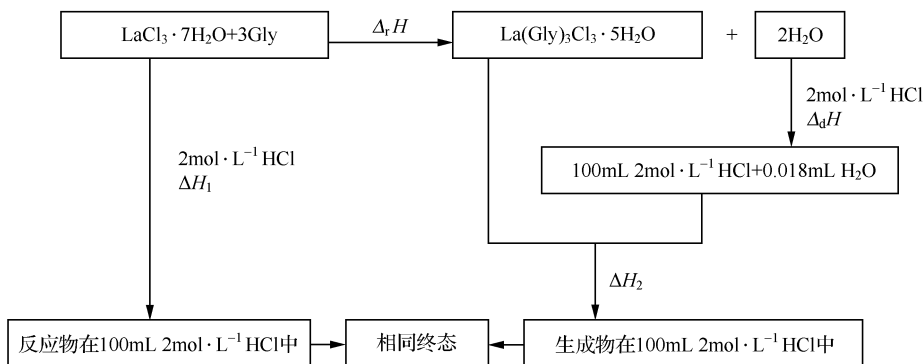 LaCl₃·7H₂O+3Gly
ΔᵣH
La(Gly)₃Cl₃·5H₂O
+
2H₂O
2mol·L⁻¹ HCl
ΔH₁
2mol·L⁻¹ HCl
Δ_dH
100mL 2mol·L⁻¹ HCl+0.018mL H₂O
ΔH₂
反应物在100mL 2mol·L⁻¹ HCl中
相同终态
生成物在100mL 2mol·L⁻¹ HCl中